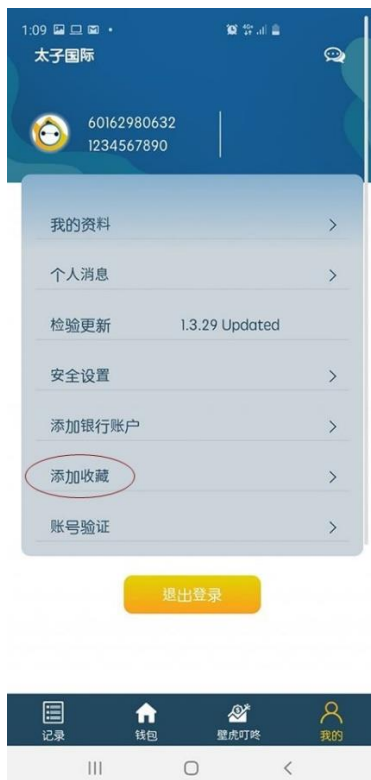 1:09
太子国际
60162980632
1234567890
我的资料
个人消息
检验更新 1.3.29 Updated
安全设置
添加银行账户
添加收藏
账号验证
退出登录
记录 钱包 壁虎叮咚 我的